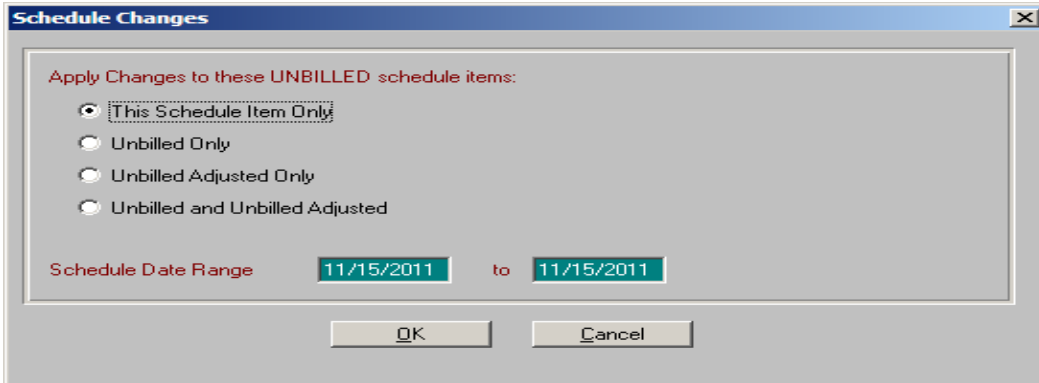 Schedule Changes
Apply Changes to these UNBILLED schedule items:
This Schedule Item Only
Unbilled Only
Unbilled Adjusted Only
Unbilled and Unbilled Adjusted
Schedule Date Range 11/15/2011 to 11/15/2011
OK Cancel